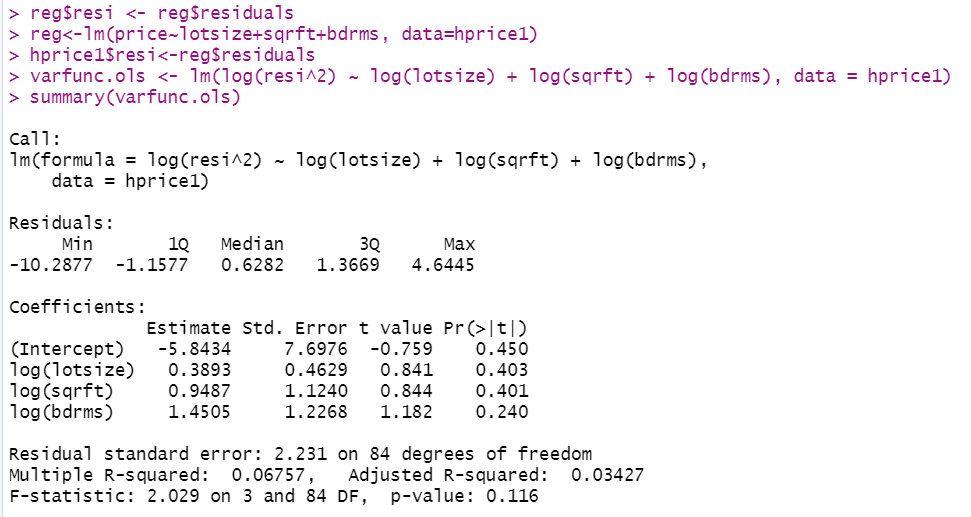 > reg$resi <- reg$residuals
> reg<-lm(price~lotsize+sqrft+bdrms, data=hprice1)
> hprice1$resi<-reg$residuals
> varfunc.ols <- lm(log(resi^2) ~ log(lotsize) + log(sqrft) + log(bdrms), data = hprice1)
> summary(varfunc.ols)

Call:
lm(formula = log(resi^2) ~ log(lotsize) + log(sqrft) + log(bdrms),
    data = hprice1)

Residuals:
     Min       1Q   Median       3Q      Max
-10.2877  -1.1577   0.6282   1.3669   4.6445

Coefficients:
             Estimate Std. Error t value Pr(>|t|)
(Intercept)   -5.8434     7.6976  -0.759    0.450
log(lotsize)   0.3893     0.4629   0.841    0.403
log(sqrft)     0.9487     1.1240   0.844    0.401
log(bdrms)     1.4505     1.2268   1.182    0.240

Residual standard error: 2.231 on 84 degrees of freedom
Multiple R-squared:  0.06757,   Adjusted R-squared:  0.03427
F-statistic: 2.029 on 3 and 84 DF,  p-value: 0.116